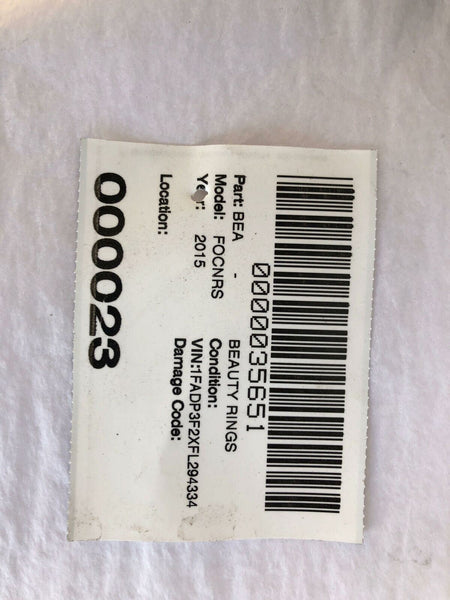 0000035651
Part: BEA - BEAUTY RINGS
Model: FOCNRS Condition:
Year: 2015 VIN:1FADP3F2XFL294334
Damage Code:
Location:
000023